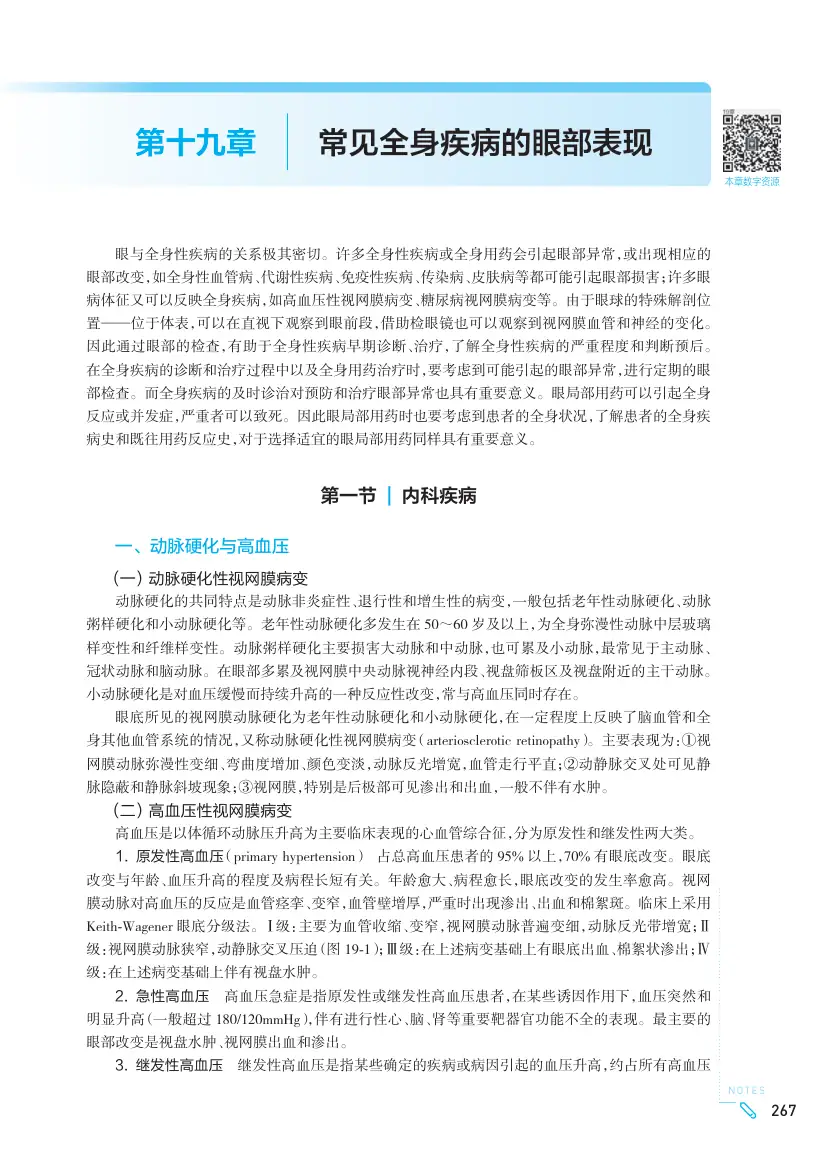 第十九章 常见全身疾病的眼部表现
本章数字资源
眼与全身性疾病的关系极其密切。许多全身性疾病或全身用药会引起眼部异常,或出现相应的
眼部改变,如全身性血管病、代谢性疾病、免疫性疾病、传染病、皮肤病等都可能引起眼部损害;许多眼
病体征又可以反映全身疾病,如高血压性视网膜病变、糖尿病视网膜病变等。由于眼球的特殊解剖位
置——位于体表,可以在直视下观察到眼前段,借助检眼镜也可以观察到视网膜血管和神经的变化。
因此通过眼部的检查,有助于全身性疾病早期诊断、治疗,了解全身性疾病的严重程度和判断预后。
在全身疾病的诊断和治疗过程中以及全身用药治疗时,要考虑到可能引起的眼部异常,进行定期的眼
部检查。而全身疾病的及时诊治对预防和治疗眼部异常也具有重要意义。眼局部用药可以引起全身
反应或并发症,严重者可以致死。因此眼局部用药时也要考虑到患者的全身状况,了解患者的全身疾
病史和既往用药反应史,对于选择适宜的眼局部用药同样具有重要意义。
第一节 | 内科疾病
一、动脉硬化与高血压
(一)动脉硬化性视网膜病变
动脉硬化的共同特点是动脉非炎症性、退行性和增生性的病变,一般包括老年性动脉硬化、动脉
粥样硬化和小动脉硬化等。老年性动脉硬化多发生在 50~60 岁及以上,为全身弥漫性动脉中层玻璃
样变性和纤维样变性。动脉粥样硬化主要损害大动脉和中动脉,也可累及小动脉,最常见于主动脉、
冠状动脉和脑动脉。在眼部多累及视网膜中央动脉视神经内段、视盘筛板区及视盘附近的主干动脉。
小动脉硬化是对血压缓慢而持续升高的一种反应性改变,常与高血压同时存在。
眼底所见的视网膜动脉硬化为老年性动脉硬化和小动脉硬化,在一定程度上反映了脑血管和全
身其他血管系统的情况,又称动脉硬化性视网膜病变(arteriosclerotic retinopathy)。主要表现为:①视
网膜动脉弥漫性变细、弯曲度增加、颜色变淡,动脉反光增宽,血管走行平直;②动静脉交叉处可见静
脉隐蔽和静脉斜坡现象;③视网膜,特别是后极部可见渗出和出血,一般不伴有水肿。
(二)高血压性视网膜病变
高血压是以体循环动脉压升高为主要临床表现的心血管综合征,分为原发性和继发性两大类。
1. 原发性高血压(primary hypertension) 占总高血压患者的 95% 以上,70% 有眼底改变。眼底
改变与年龄、血压升高的程度及病程长短有关。年龄愈大、病程愈长,眼底改变的发生率愈高。视网
膜动脉对高血压的反应是血管痉挛、变窄,血管壁增厚,严重时出现渗出、出血和棉絮斑。临床上采用
Keith-Wagener 眼底分级法。Ⅰ级:主要为血管收缩、变窄,视网膜动脉普遍变细,动脉反光带增宽;Ⅱ
级:视网膜动脉狭窄,动静脉交叉压迫(图 19-1);Ⅲ级:在上述病变基础上有眼底出血、棉絮状渗出;Ⅳ
级:在上述病变基础上伴有视盘水肿。
2. 急性高血压 高血压急症是指原发性或继发性高血压患者,在某些诱因作用下,血压突然和
明显升高(一般超过 180/120mmHg),伴有进行性心、脑、肾等重要靶器官功能不全的表现。最主要的
眼部改变是视盘水肿、视网膜出血和渗出。
3. 继发性高血压 继发性高血压是指某些确定的疾病或病因引起的血压升高,约占所有高血压
NOTES
267